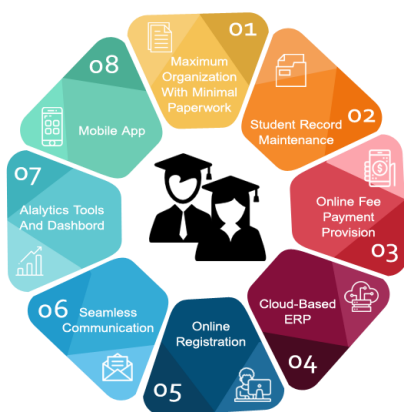 01
Maximum
Organization
With Minimal
Paperwork
02
Student Record
Maintenance
Online Fee
Payment
Provision
03
Cloud-Based
ERP
04
Online
Registration
05
06
Seamless
Communication
07
Alalytics Tools
And Dashbord
08
Mobile App